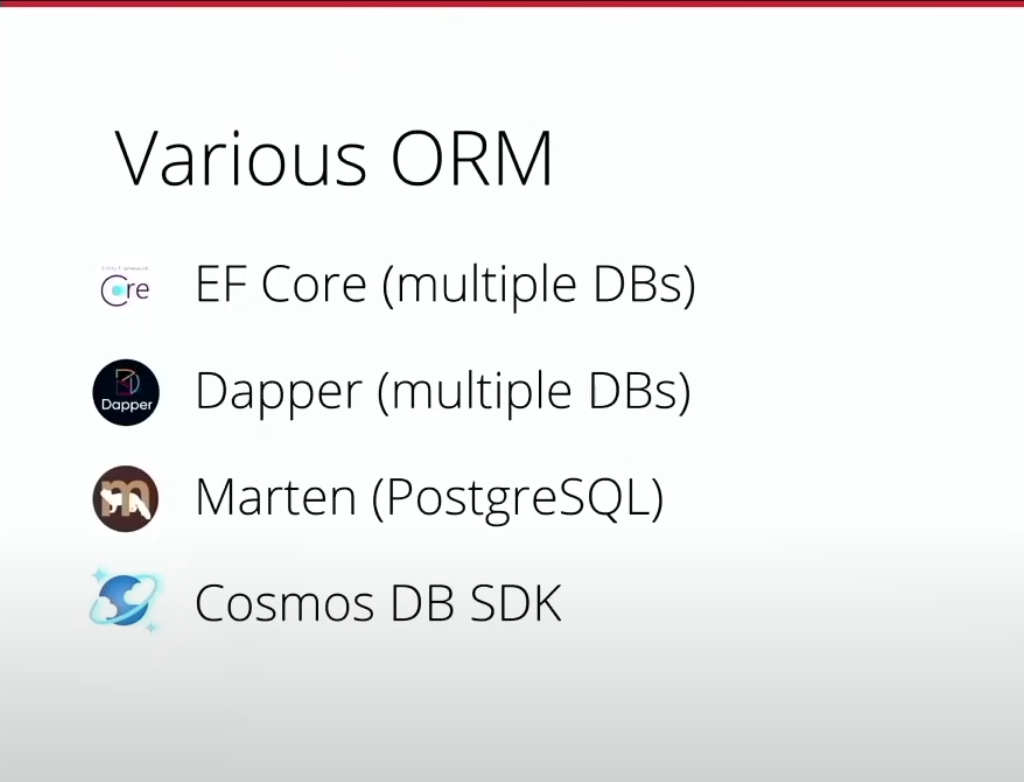 Various ORM
Entity Framework
Core
EF Core (multiple DBs)
Dapper
Dapper (multiple DBs)
m
Marten (PostgreSQL)
Cosmos DB SDK